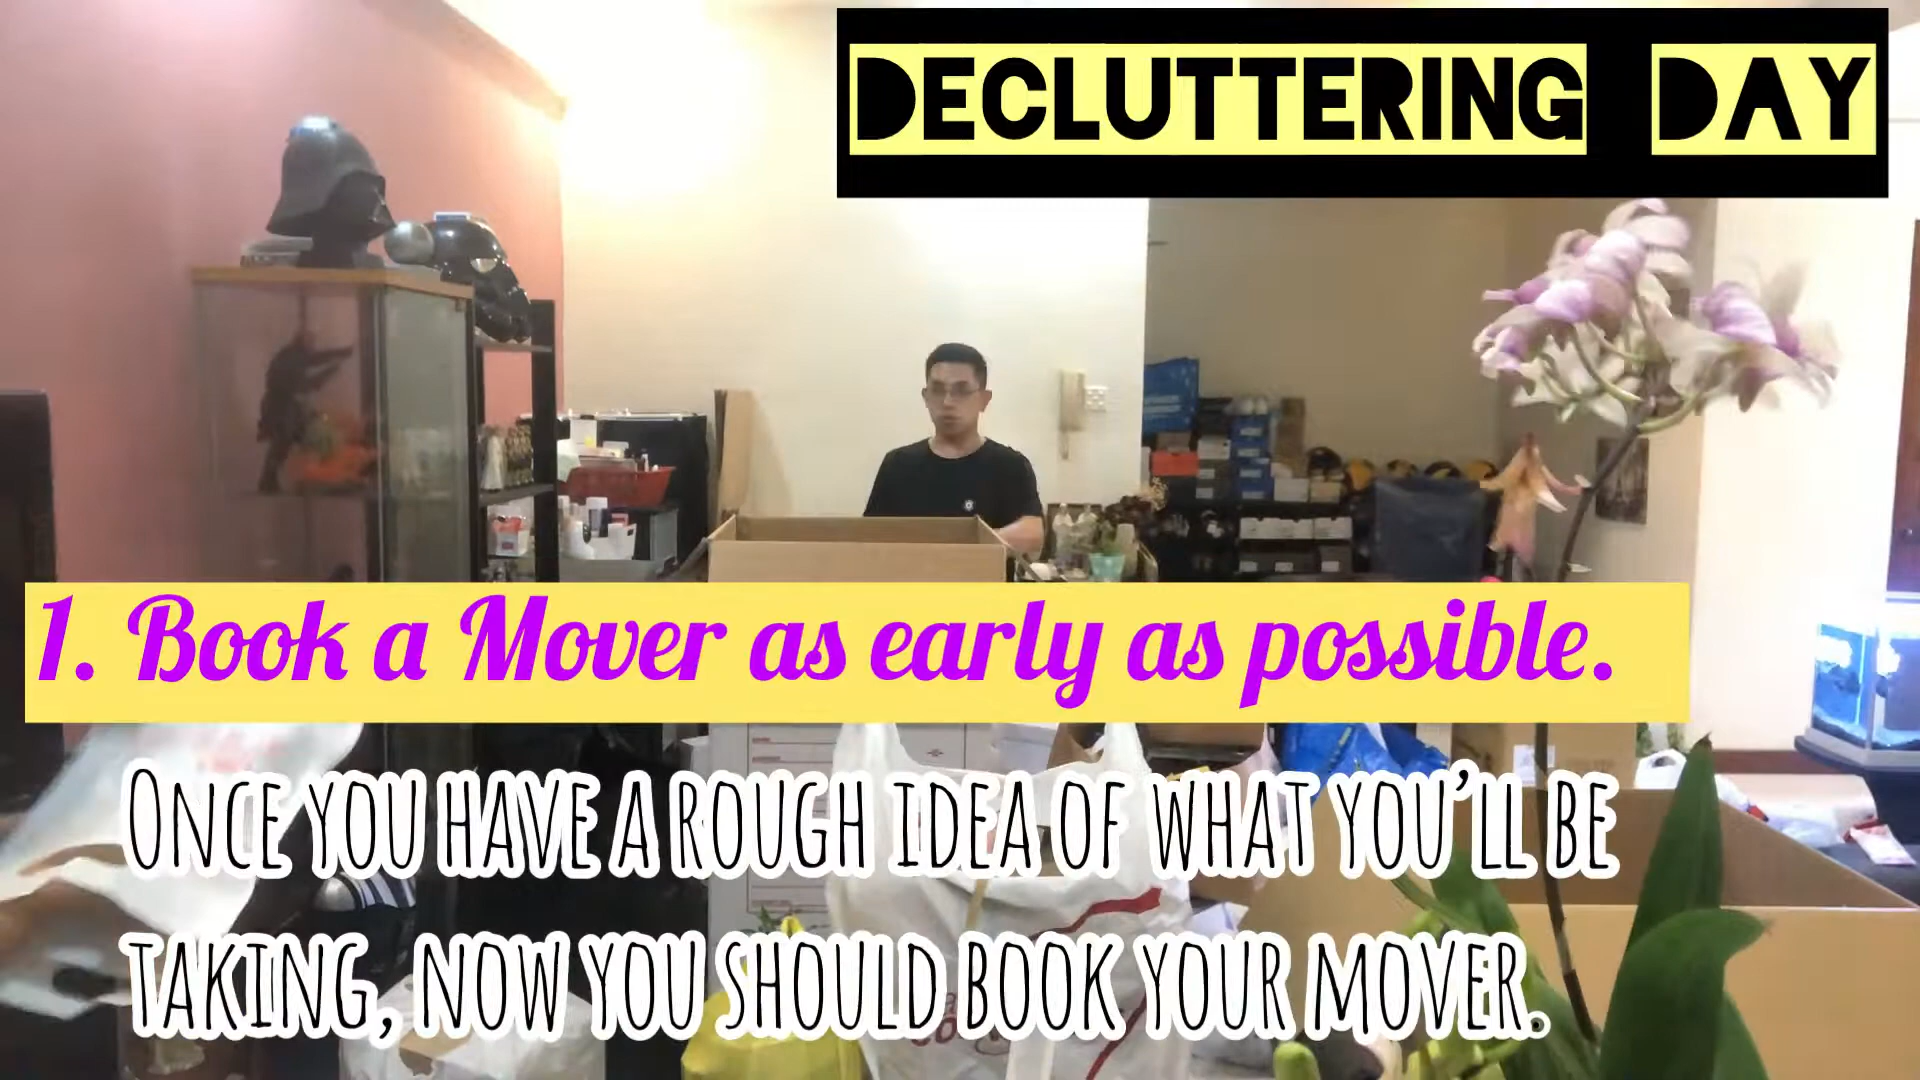 DECLUTTERING DAY
1. Book a Mover as early as possible.
ONCE YOU HAVE A ROUGH IDEA OF WHAT YOU'LL BE
TAKING, NOW YOU SHOULD BOOK YOUR MOVER.